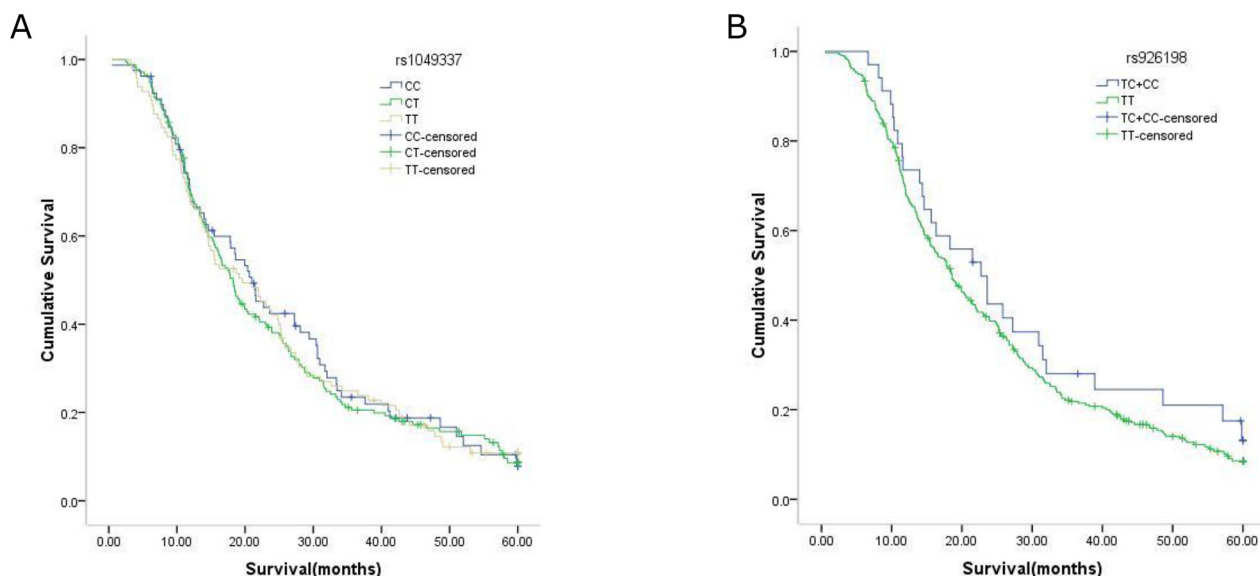 A
rs1049337
CC
CT
TT
CC-censored
CT-censored
TT-censored
Cumulative Survival
1.0
0.8
0.6
0.4
0.2
0.0
0.00 10.00 20.00 30.00 40.00 50.00 60.00
Survival(months)
B
rs926198
TC+CC
TT
TC+CC-censored
TT-censored
Cumulative Survival
1.0
0.8
0.6
0.4
0.2
0.0
0.00 10.00 20.00 30.00 40.00 50.00 60.00
Survival(months)